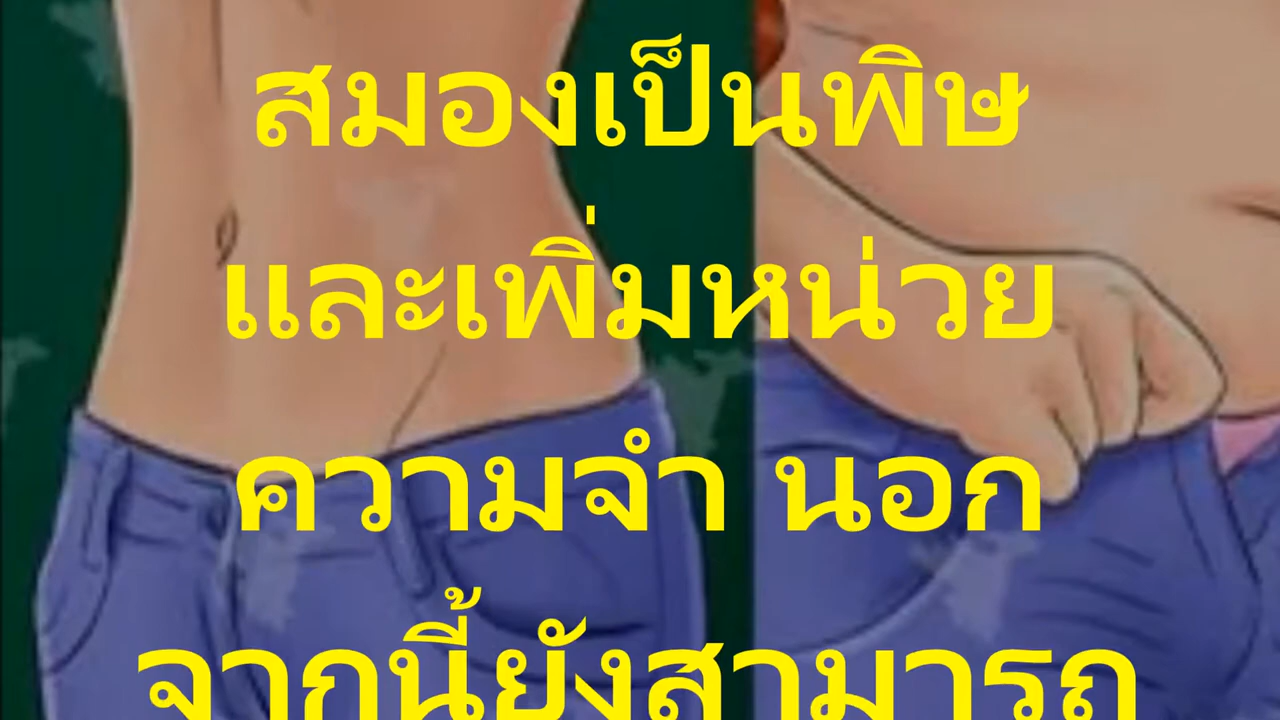 สมองเป็นพิษ
และเพิ่มหน่วย
ความจำ นอก
จากนี้ยังสามารถ